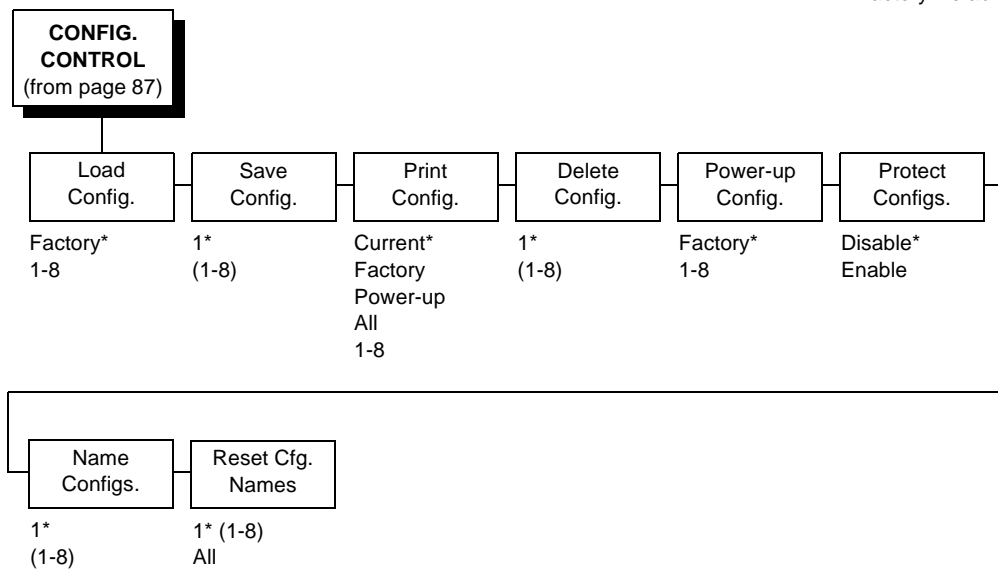 CONFIG.
CONTROL
(from page 87)
Load
Config.
Save
Config.
Print
Config.
Delete
Config.
Power-up
Config.
Protect
Configs.
Factory*
1-8
1*
(1-8)
Current*
Factory
Power-up
All
1-8
1*
(1-8)
Factory*
1-8
Disable*
Enable
Name
Configs.
Reset Cfg.
Names
1*
(1-8)
1* (1-8)
All